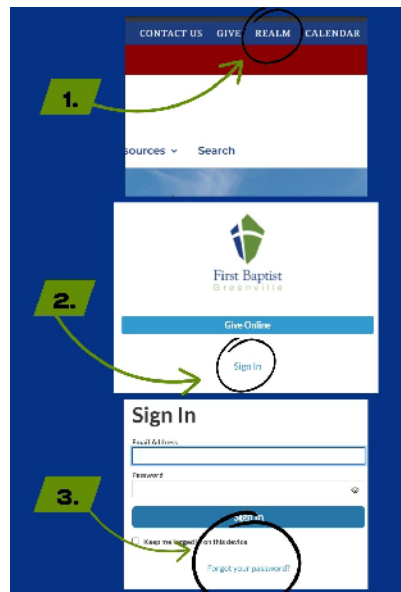 CONTACT US GIVE REALM CALENDAR
1.
sources Search
First Baptist
Greenville
2.
Give Online
Sign In
Sign In
Email Address
Password
3.
Sign In
Keep me logged in on this device
Forgot your password?